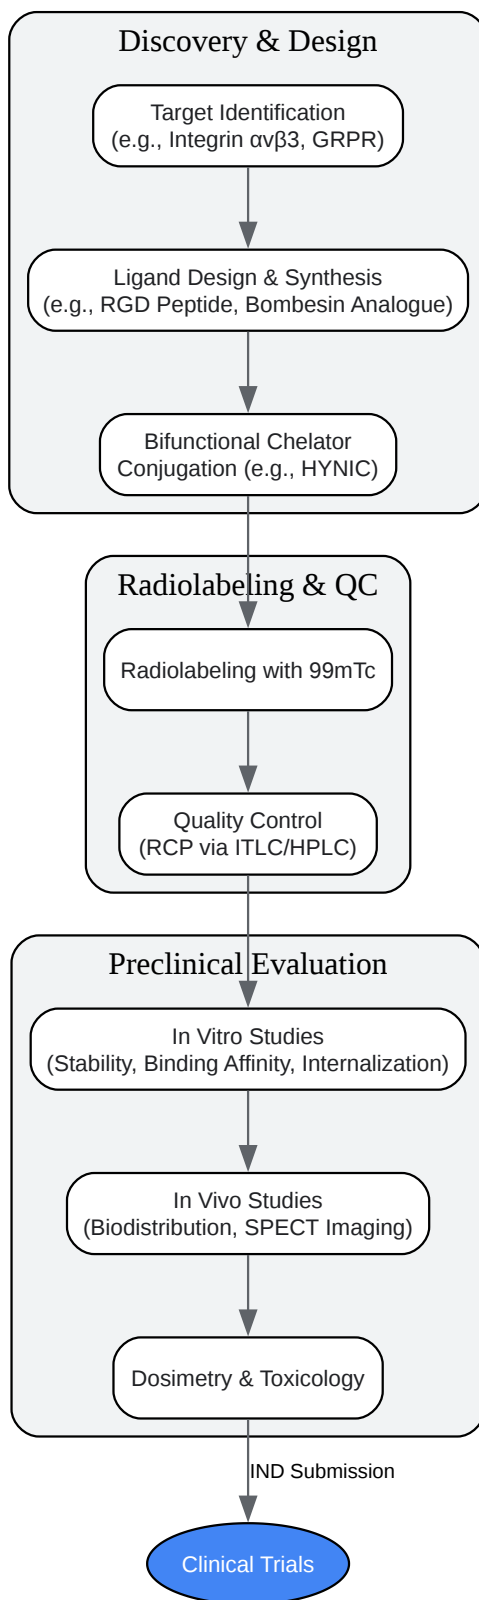 Discovery & Design
Target Identification
(e.g., Integrin αvβ3, GRPR)
Ligand Design & Synthesis
(e.g., RGD Peptide, Bombesin Analogue)
Bifunctional Chelator
Conjugation (e.g., HYNIC)
Radiolabeling & QC
Radiolabeling with 99mTc
Quality Control
(RCP via ITLC/HPLC)
Preclinical Evaluation
In Vitro Studies
(Stability, Binding Affinity, Internalization)
In Vivo Studies
(Biodistribution, SPECT Imaging)
Dosimetry & Toxicology
IND Submission
Clinical Trials